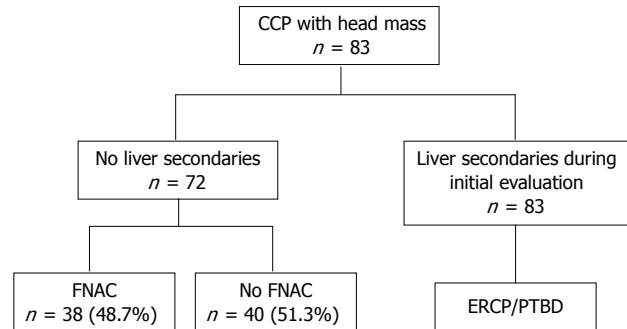 CCP with head mass
n = 83
No liver secondaries
n = 72
Liver secondaries during
initial evaluation
n = 83
FNAC
n = 38 (48.7%)
No FNAC
n = 40 (51.3%)
ERCP/PTBD